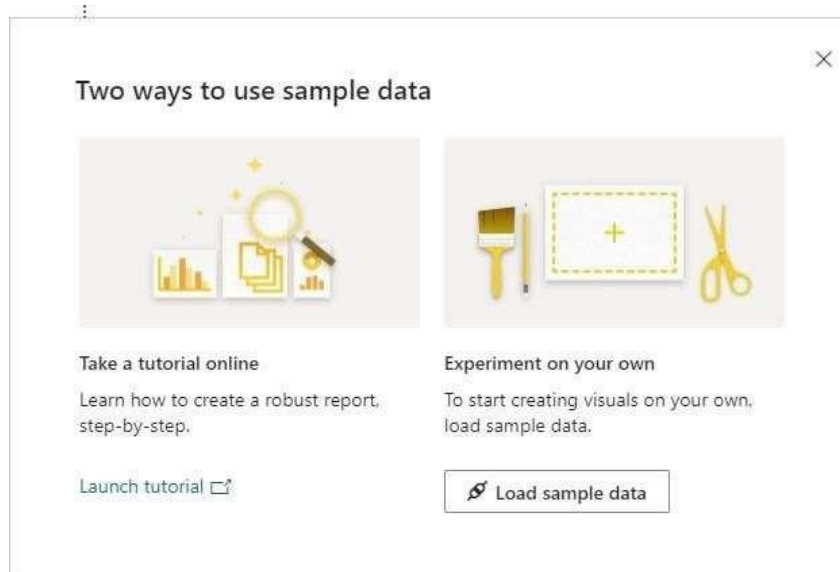 Two ways to use sample data
Take a tutorial online
Learn how to create a robust report,
step-by-step.
Launch tutorial
Experiment on your own
To start creating visuals on your own,
load sample data.
Load sample data